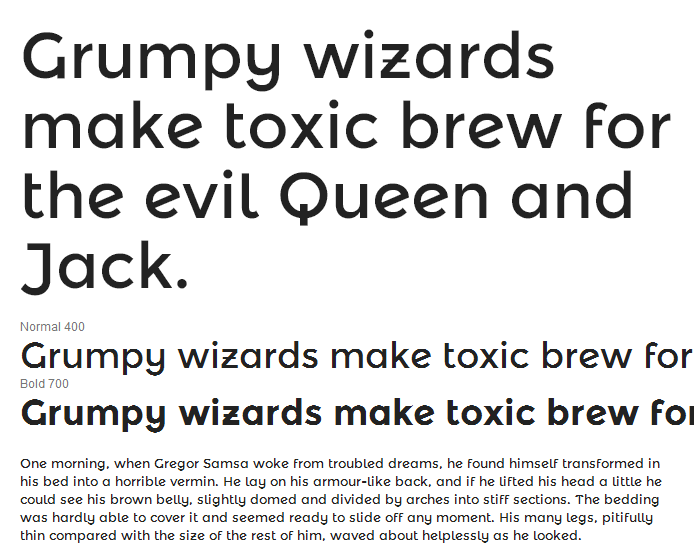 Grumpy wizards
make toxic brew for
the evil Queen and
Jack.
Normal 400
Grumpy wizards make toxic brew for
Bold 700
Grumpy wizards make toxic brew for
One morning, when Gregor Samsa woke from troubled dreams, he found himself transformed in
his bed into a horrible vermin. He lay on his armour-like back, and if he lifted his head a little he
could see his brown belly, slightly domed and divided by arches into stiff sections. The bedding
was hardly able to cover it and seemed ready to slide off any moment. His many legs, pitifully
thin compared with the size of the rest of him, waved about helplessly as he looked.